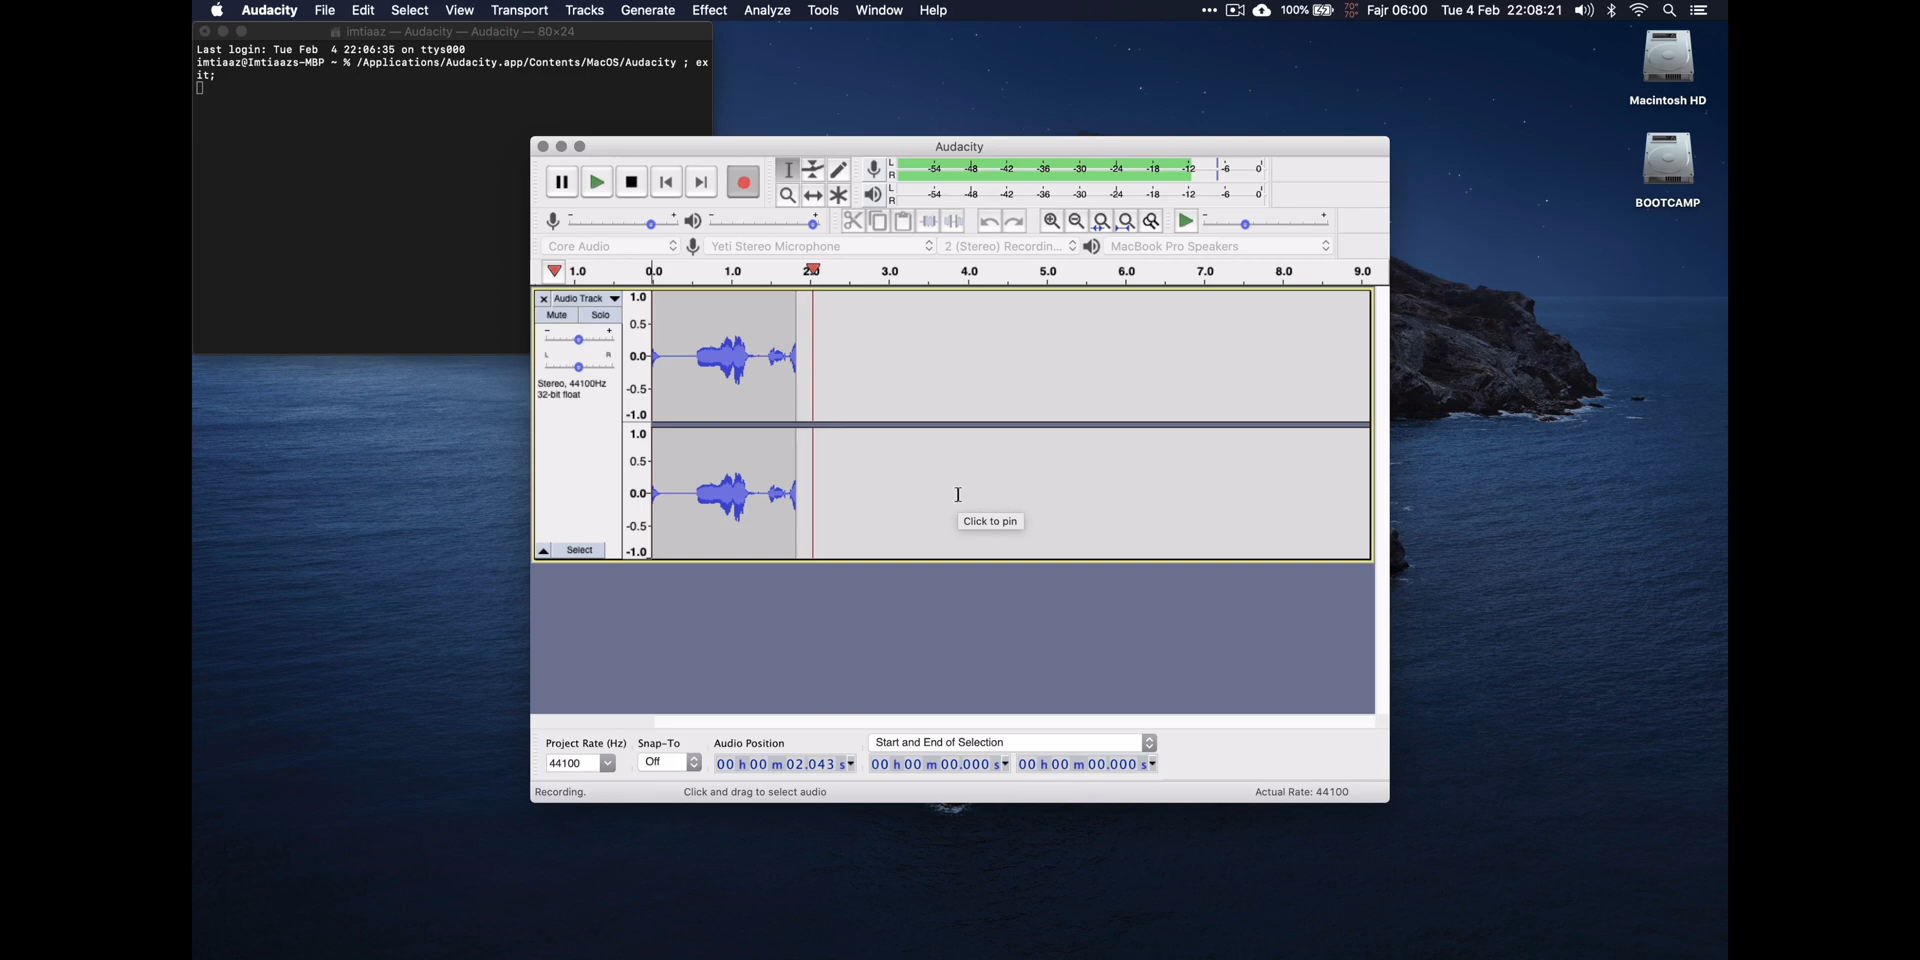 Audacity File Edit Select View Transport Tracks Generate Effect Analyze Tools Window Help
100% 70° 70° Fajr 06:00 Tue 4 Feb 22:08:21
imtiaaz — Audacity — Audacity — 80×24
Last login: Tue Feb  4 22:06:35 on ttys000
imtiaaz@Imtiaazs-MBP ~ % /Applications/Audacity.app/Contents/MacOS/Audacity ; ex
it;
Macintosh HD
BOOTCAMP
Audacity
L -54 -48 -42 -36 -30 -24 -18 -12 -6 0
R
L -54 -48 -42 -36 -30 -24 -18 -12 -6 0
R
Core Audio Yeti Stereo Microphone 2 (Stereo) Recordin... MacBook Pro Speakers
1.0 0.0 1.0 2.0 3.0 4.0 5.0 6.0 7.0 8.0 9.0
Audio Track
Mute Solo
L R
Stereo, 44100Hz
32-bit float
1.0
0.5
0.0
-0.5
-1.0
1.0
0.5
0.0
-0.5
-1.0
Select
Click to pin
Project Rate (Hz) Snap-To Audio Position Start and End of Selection
44100 Off 00 h 00 m 02.043 s 00 h 00 m 00.000 s 00 h 00 m 00.000 s
Recording. Click and drag to select audio Actual Rate: 44100